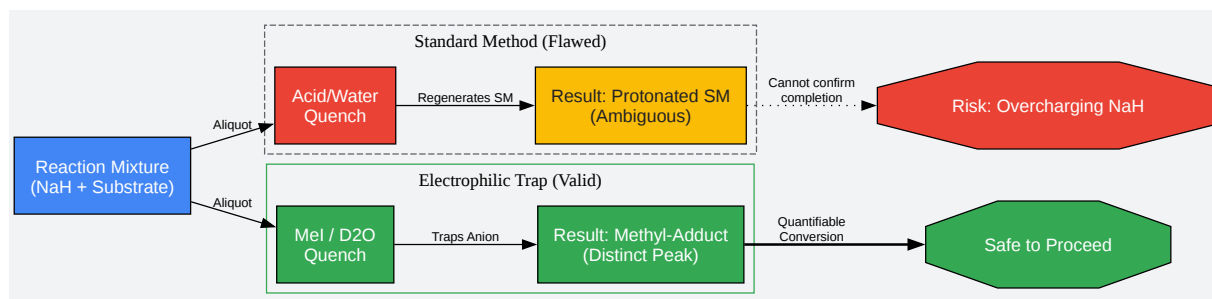 Standard Method (Flawed)
Acid/Water
Quench
Regenerates SM
Result: Protonated SM
(Ambiguous)
Cannot confirm
completion
Risk: Overcharging NaH
Aliquot
Reaction Mixture
(NaH + Substrate)
Aliquot
Electrophilic Trap (Valid)
MeI / D2O
Quench
Traps Anion
Result: Methyl-Adduct
(Distinct Peak)
Quantifiable
Conversion
Safe to Proceed